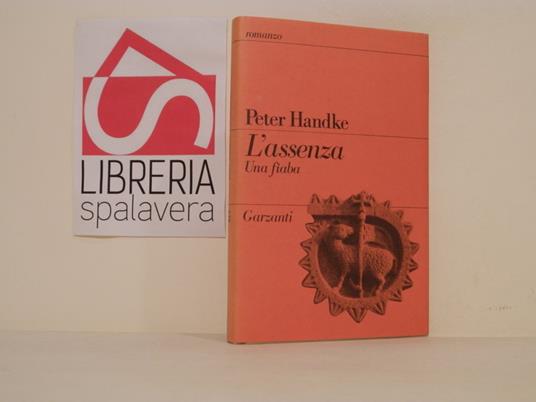 LIBRERIA
spalavera
romanzo
Peter Handke
L'assenza
Una fiaba
Garzanti